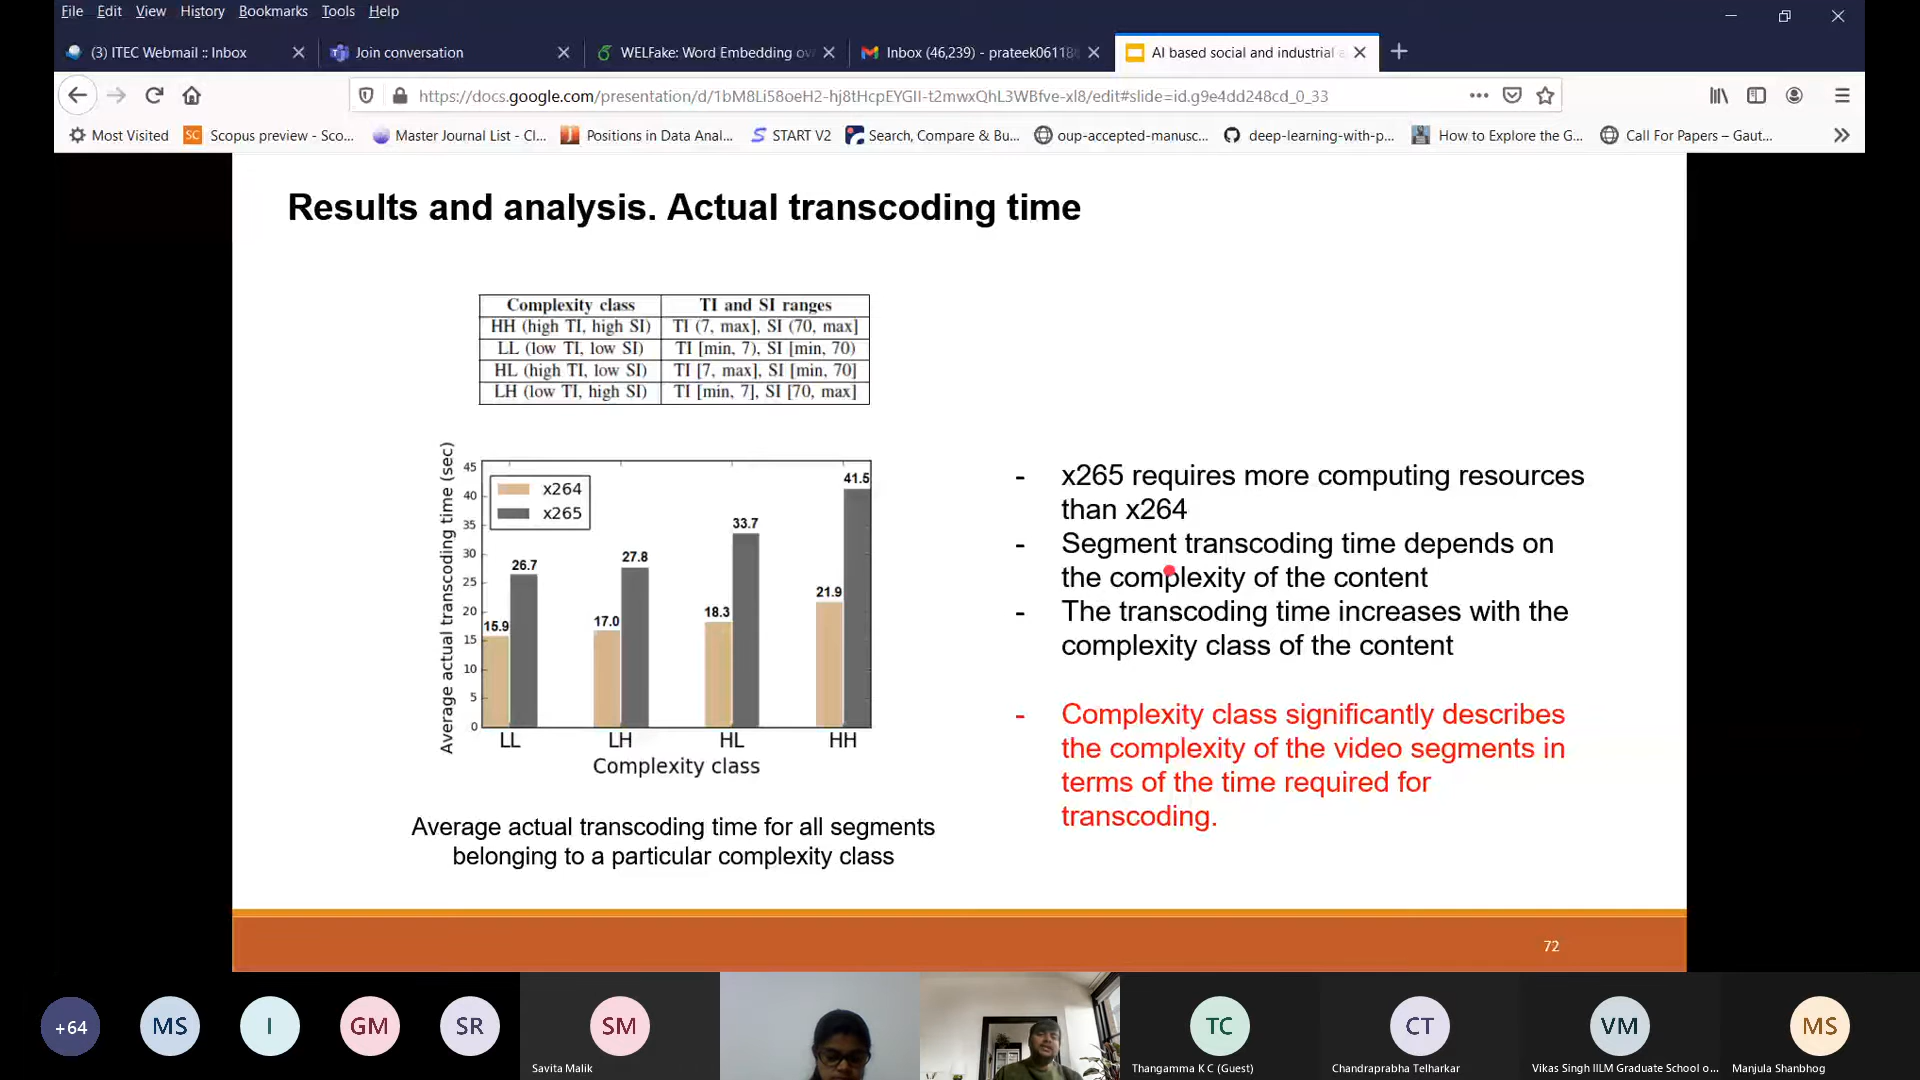 File Edit View History Bookmarks Tools Help
(3) ITEC Webmail :: Inbox
Join conversation
WELFake: Word Embedding ov
Inbox (46,239) - prateek06118
AI based social and industrial
https://docs.google.com/presentation/d/1bM8Li58oeH2-hj8tHcpEYGII-t2mwxQhL3WBfve-xI8/edit#slide=id.g9e4dd248cd_0_33
Most Visited
SC Scopus preview - Sco...
Master Journal List - Cl...
Positions in Data Anal...
START V2
Search, Compare & Bu...
oup-accepted-manusc...
deep-learning-with-p...
How to Explore the G...
Call For Papers – Gaut...
Results and analysis. Actual transcoding time
Complexity class TI and SI ranges
HH (high TI, high SI) TI (7, max], SI (70, max]
LL (low TI, low SI) TI [min, 7), SI [min, 70)
HL (high TI, low SI) TI [7, max], SI [min, 70]
LH (low TI, high SI) TI [min, 7], SI [70, max]
Average actual transcoding time (sec)
45
40
35
30
25
20
15
10
5
0
x264
x265
15.9
26.7
17.0
27.8
18.3
33.7
21.9
41.5
LL LH HL HH
Complexity class
Average actual transcoding time for all segments
belonging to a particular complexity class
- x265 requires more computing resources
than x264
- Segment transcoding time depends on
the complexity of the content
- The transcoding time increases with the
complexity class of the content
- Complexity class significantly describes
the complexity of the video segments in
terms of the time required for
transcoding.
72
+64
MS
I
GM
SR
SM
Savita Malik
TC
Thangamma K C (Guest)
CT
Chandraprabha Telharkar
VM
Vikas Singh IILM Graduate School o...
MS
Manjula Shanbhog